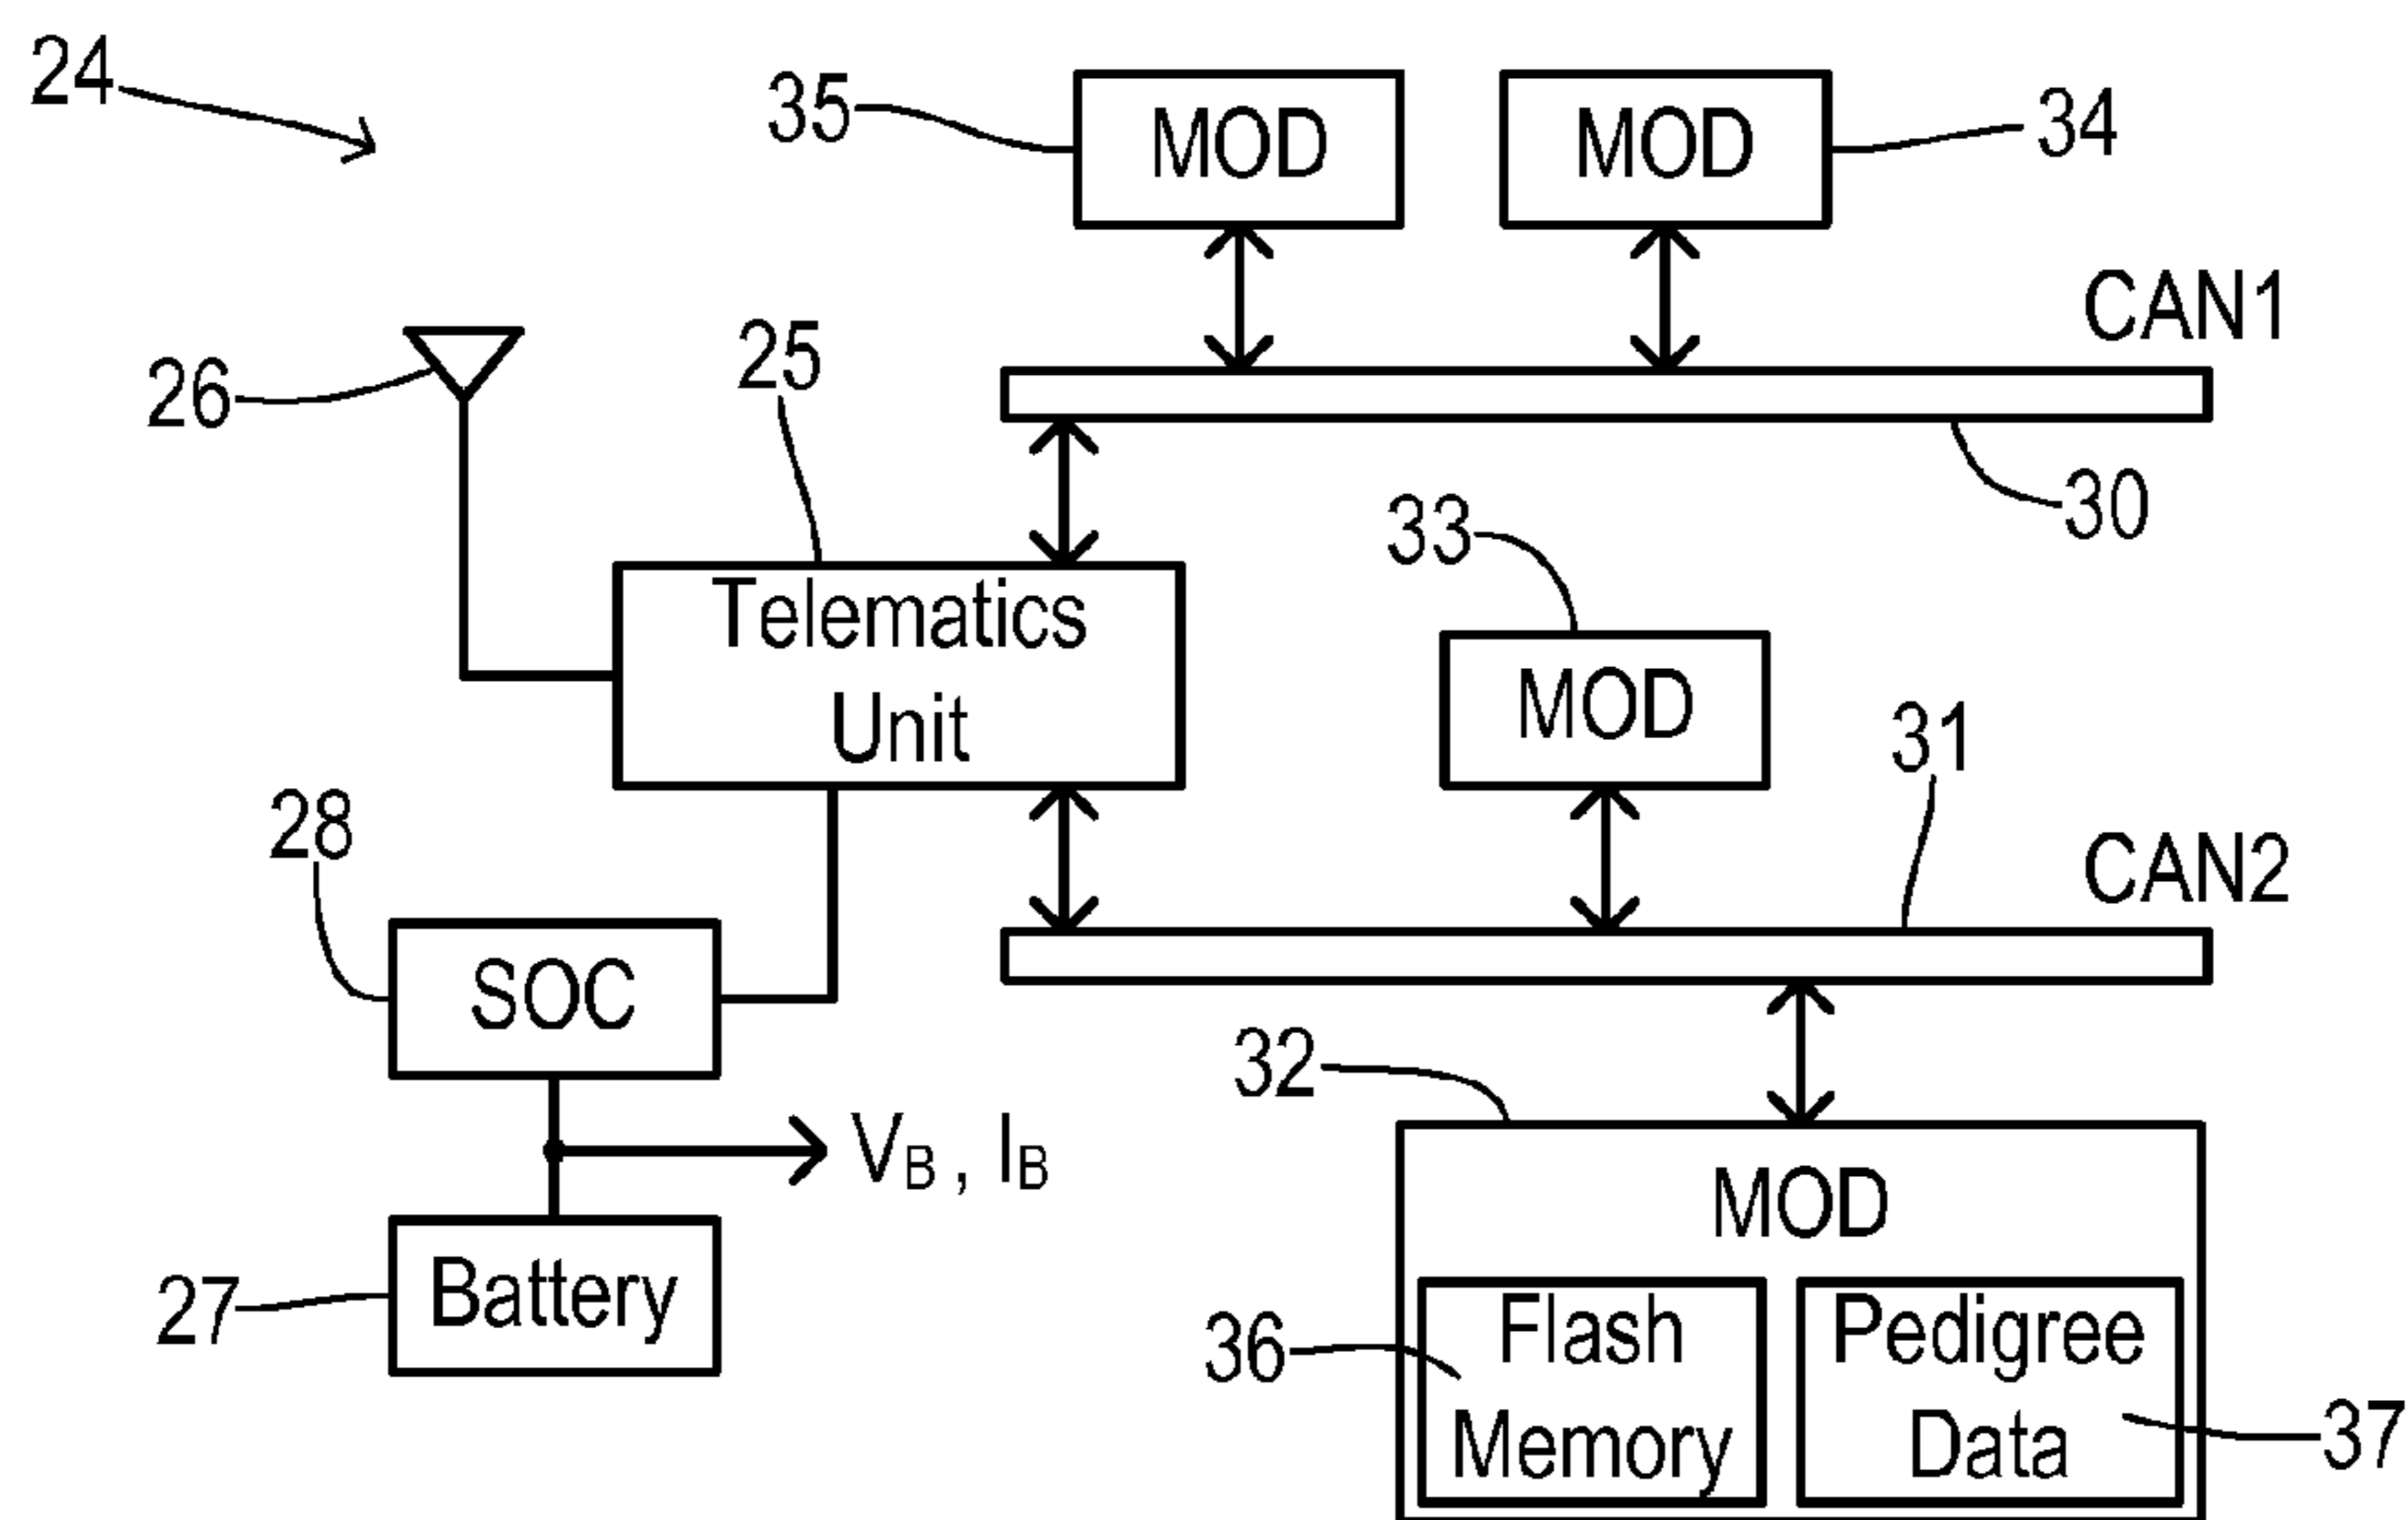 24
35
MOD
MOD
34
CAN1
26
25
30
33
Telematics
Unit
MOD
31
28
CAN2
SOC
32
VB , IB
MOD
27
Battery
36
Flash
Memory
Pedigree
Data
37